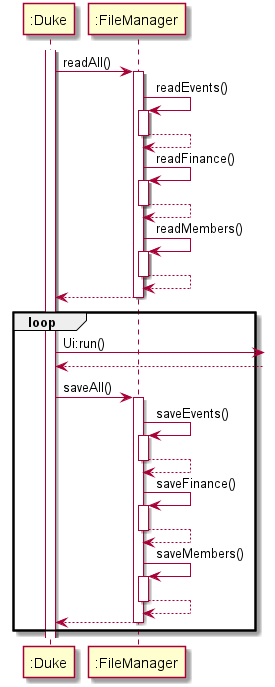 :Duke
:FileManager
readAll()
readEvents()
readFinance()
readMembers()
loop
Ui:run()
saveAll()
saveEvents()
saveFinance()
saveMembers()
:Duke
:FileManager